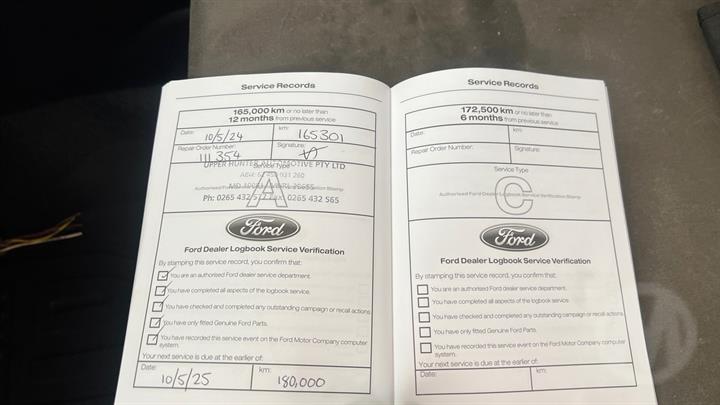 Service Records
165,000 km or no later than
12 months from previous service
Date: 10/5/24
km: 165301
Repair Order Number: 111354
Signature:
Service Type
UPPER HUNTER AUTOMOTIVE PTY LTD
A
Ph: 0265 432 Fax 0265 432 565
Ford
Ford Dealer Logbook Service Verification
By stamping this service record, you confirm that:
You are an authorised Ford dealer service department.
You have completed all aspects of the logbook service.
You have checked and completed any outstanding campaign or recall actions
You have only fitted Genuine Ford Parts.
You have recorded this service event on the Ford Motor Company computer
system.
Your next service is due at the earlier of:
Date: 10/5/25
km: 180,000
Service Records
172,500 km or no later than
6 months from previous service
Date:
km:
Repair Order Number:
Signature:
Service Type
Authorised Ford Dealer Logbook Service Verification Stamp
C
Ford
Ford Dealer Logbook Service Verification
By stamping this service record, you confirm that:
You are an authorised Ford dealer service department.
You have completed all aspects of the logbook service
You have checked and completed any outstanding campaign or recall actions
You have only fitted Genuine Ford Parts.
You have recorded this service event on the Ford Motor Company computer
system.
Your next service is due at the earlier of:
Date:
km: